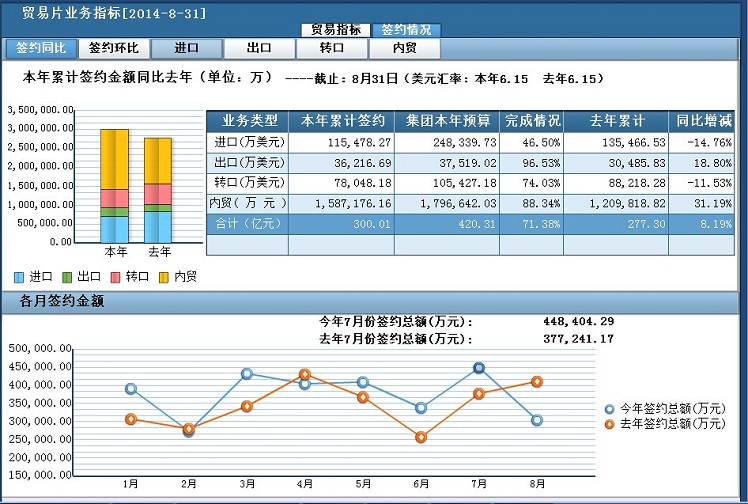 贸易片业务指标[2014-8-31]
贸易指标 签约情况
签约同比 签约环比 进口 出口 转口 内贸
本年累计签约金额同比去年（单位：万）----截止：8月31日（美元汇率：本年6.15 去年6.15）
3,500,000.00
3,000,000.00
2,500,000.00
2,000,000.00
1,500,000.00
1,000,000.00
500,000.00
0.00
本年 去年
进口 出口 转口 内贸
业务类型 本年累计签约 集团本年预算 完成情况 去年累计 同比增减
进口(万美元) 115,478.27 248,339.73 46.50% 135,466.53 -14.76%
出口(万美元) 36,216.69 37,519.02 96.53% 30,485.83 18.80%
转口(万美元) 78,048.18 105,427.18 74.03% 88,218.28 -11.53%
内贸( 万 元 ) 1,587,176.16 1,796,642.03 88.34% 1,209,818.82 31.19%
合计（亿元） 300.01 420.31 71.38% 277.30 8.19%
各月签约金额
今年7月份签约总额(万元)： 448,404.29
去年7月份签约总额(万元)： 377,241.17
500,000.00
450,000.00
400,000.00
350,000.00
300,000.00
250,000.00
200,000.00
150,000.00
1月 2月 3月 4月 5月 6月 7月 8月
今年签约总额(万元)
去年签约总额(万元)